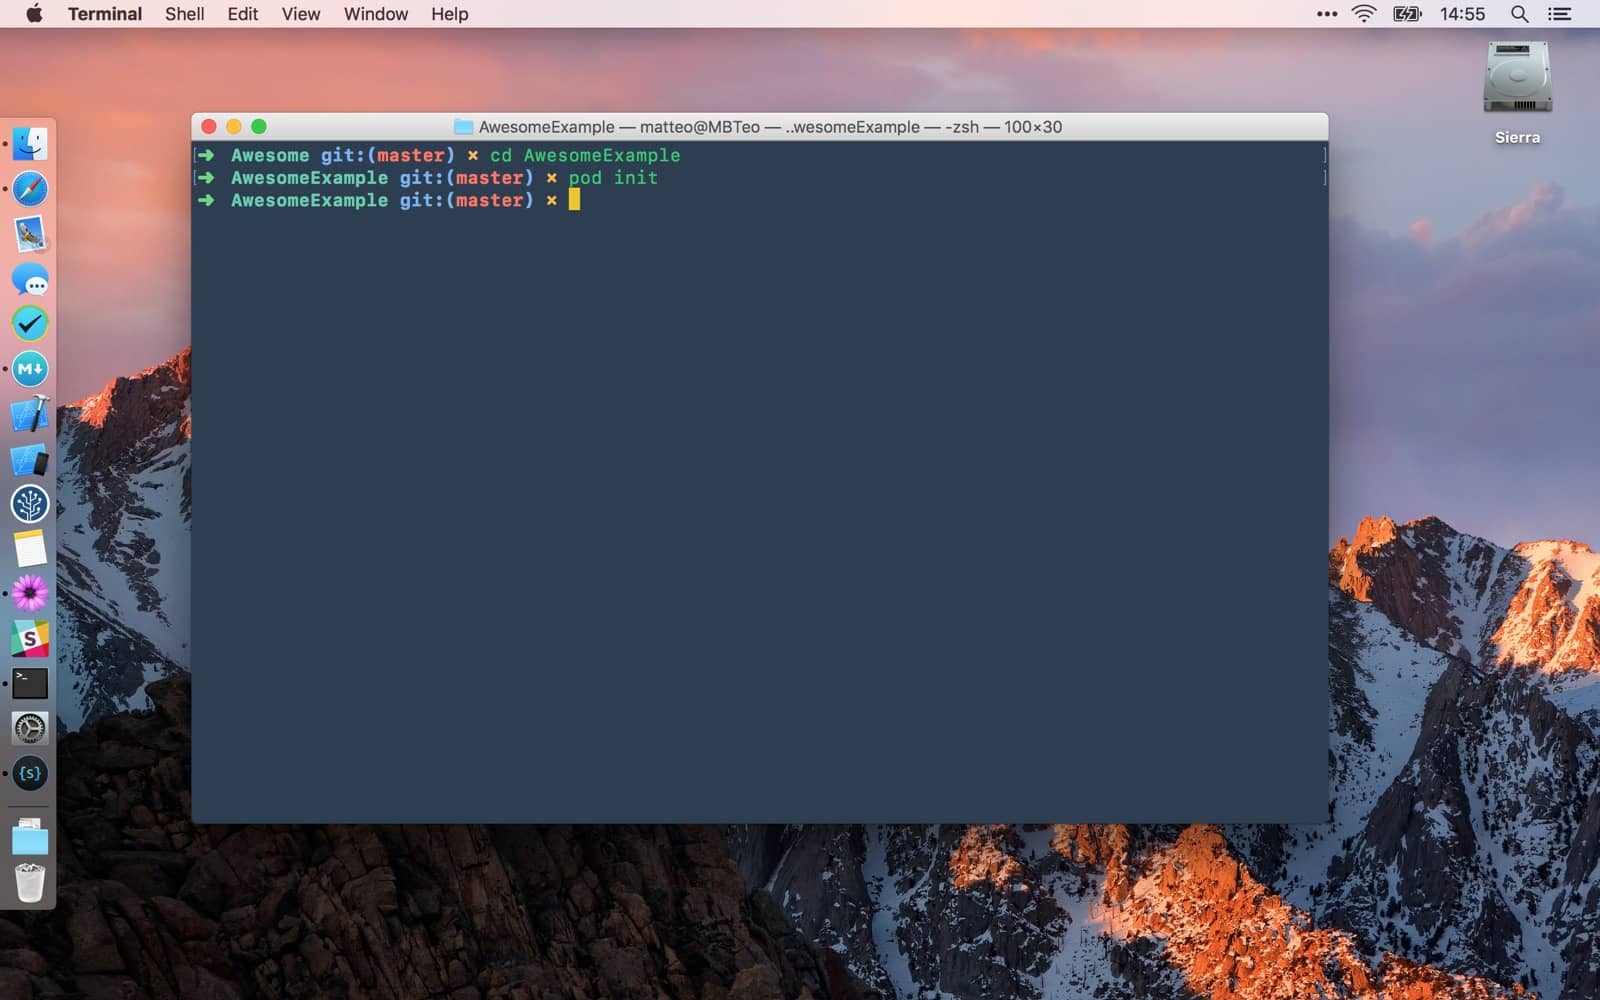 Terminal Shell Edit View Window Help 14:55
Sierra
AwesomeExample — matteo@MBTeo — ..wesomeExample — -zsh — 100×30
[➜ Awesome git:(master) ✗ cd AwesomeExample ]
[➜ AwesomeExample git:(master) ✗ pod init ]
➜ AwesomeExample git:(master) ✗
M↓
S
>_
{s}